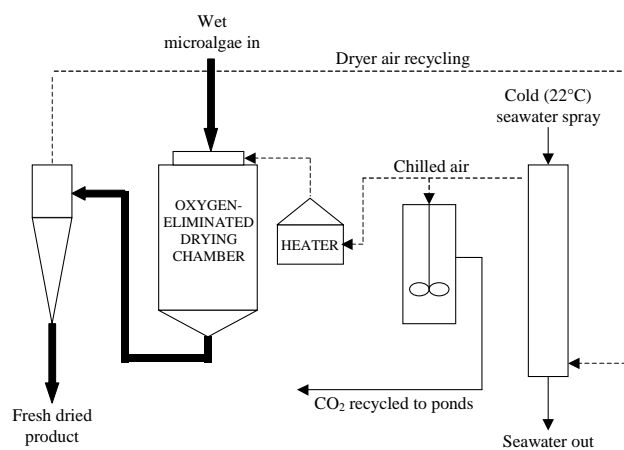 Wet
microalgae in
Dryer air recycling
Cold (22°C)
seawater spray
Chilled air
OXYGEN-
ELIMINATED
DRYING
CHAMBER
HEATER
CO₂ recycled to ponds
Fresh dried
product
Seawater out